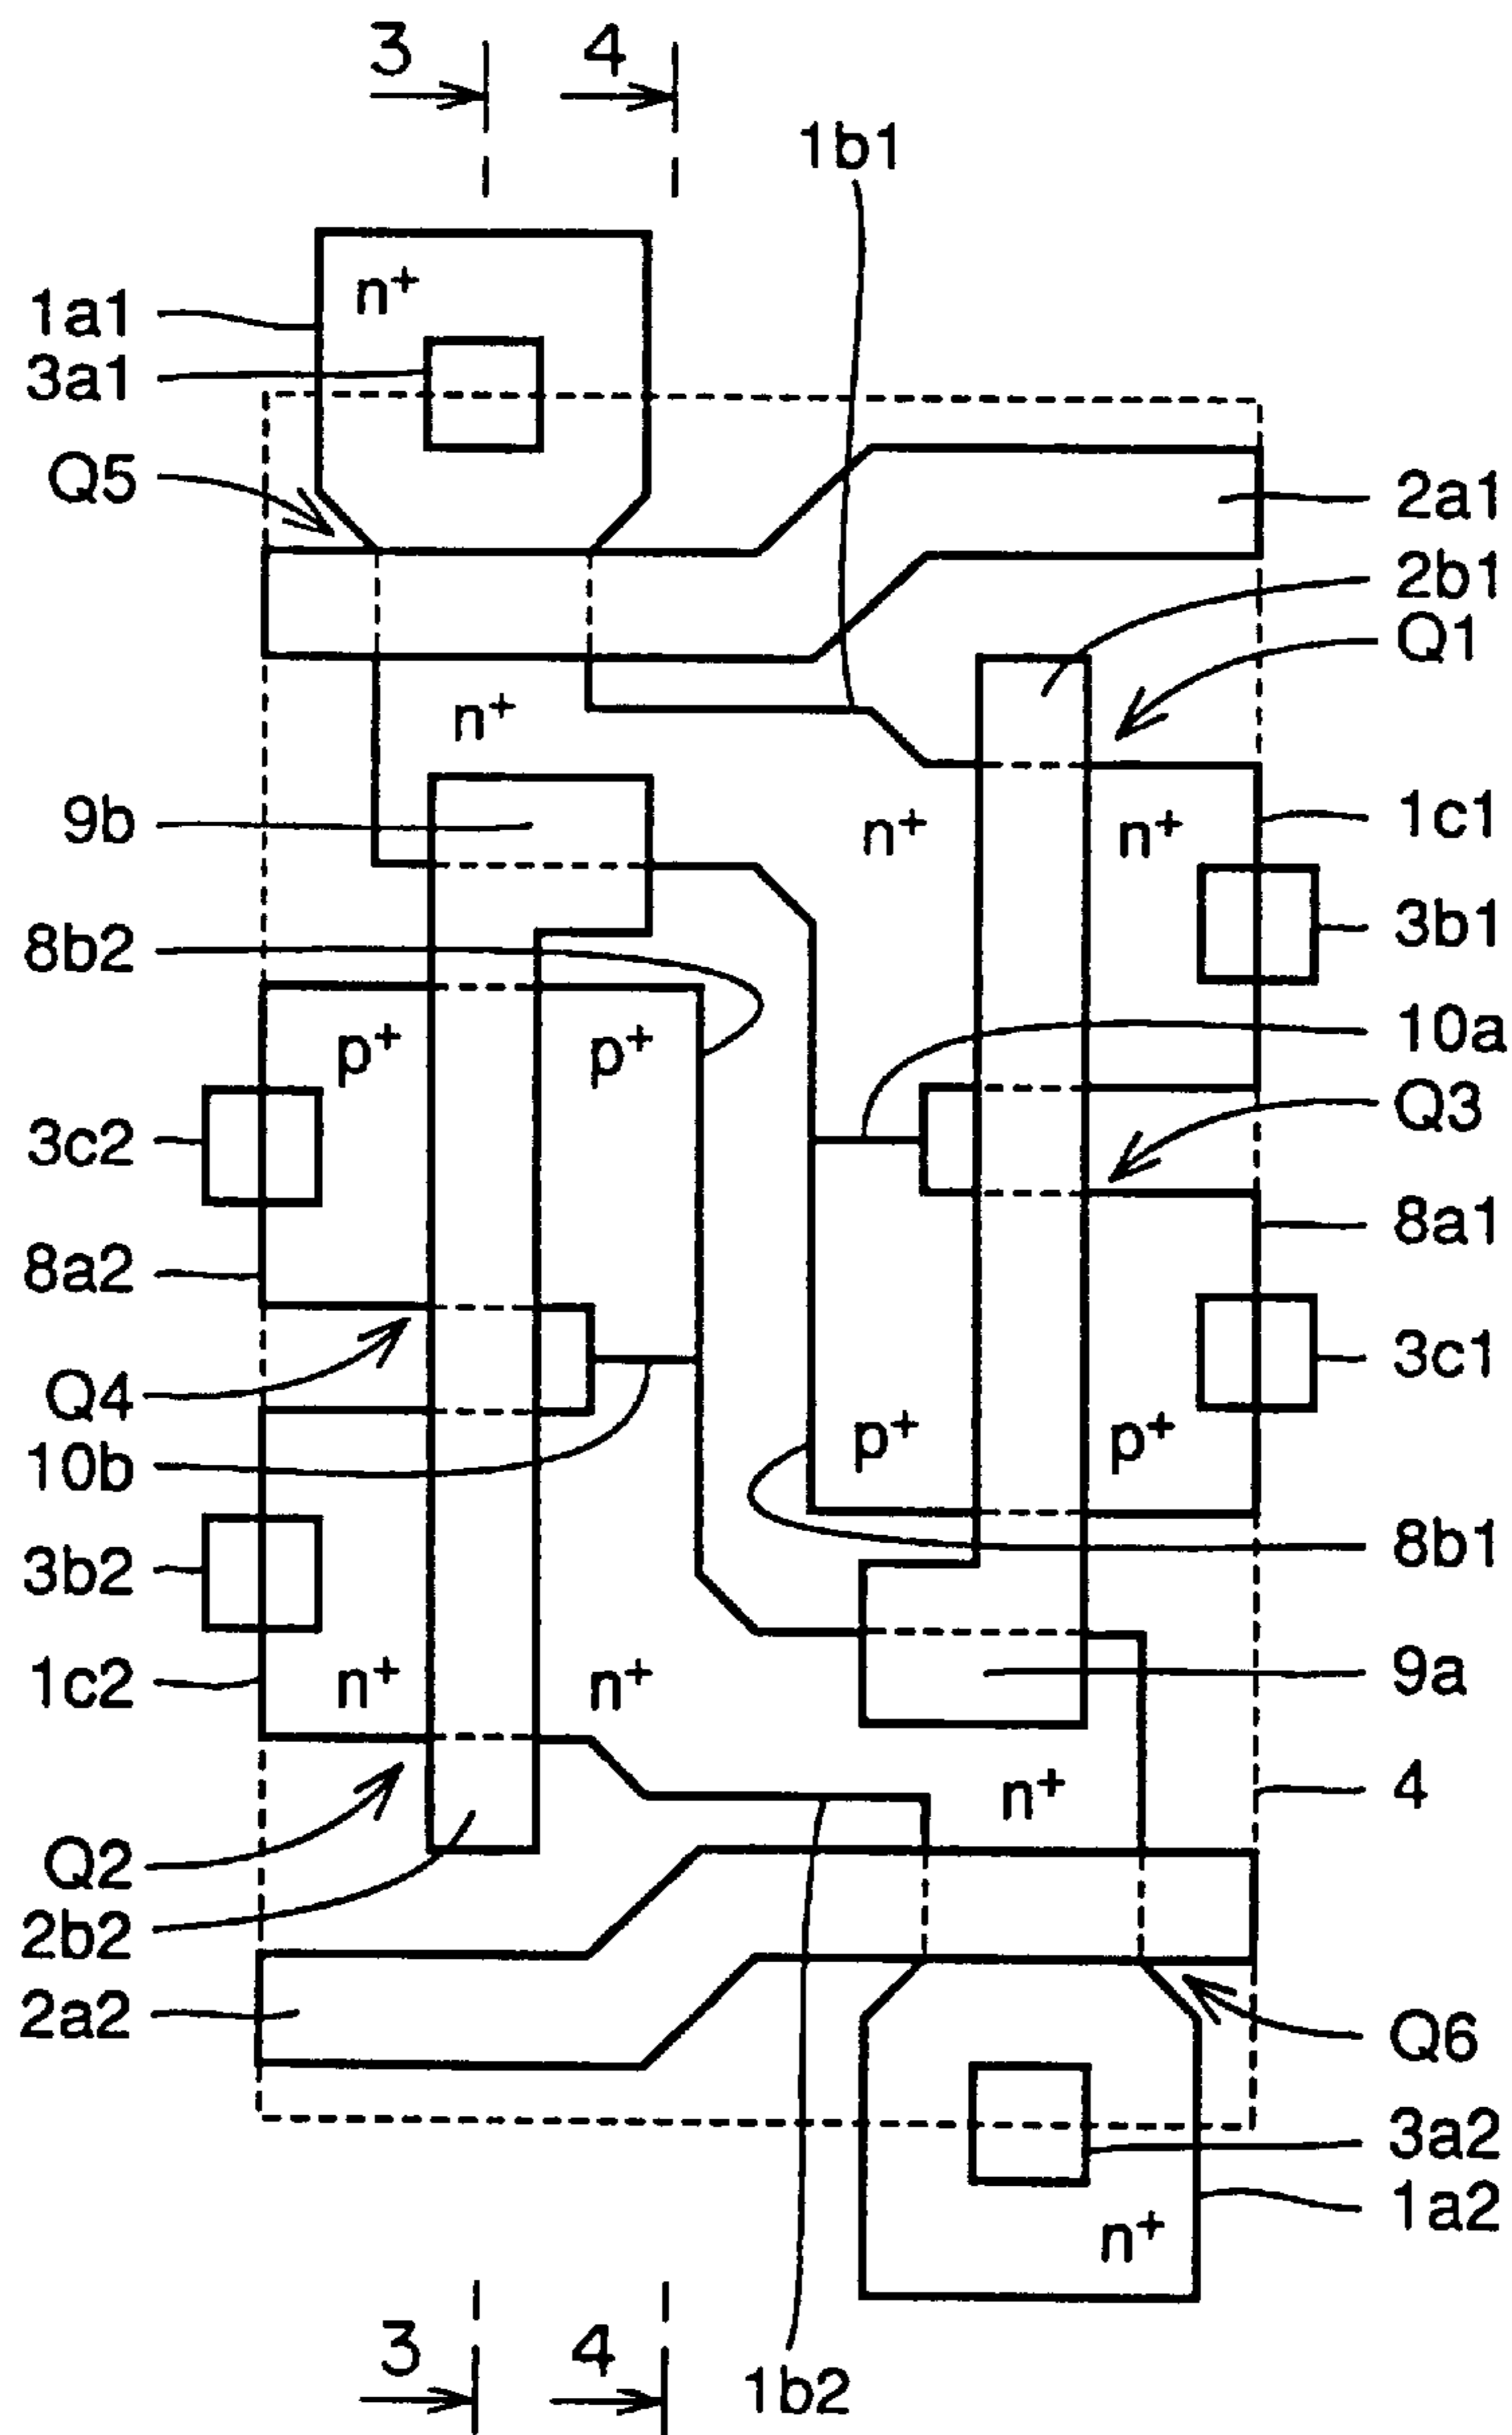 3 4
1b1
n+
1a1
3a1
Q5
2a1
2b1
Q1
n+
9b
n+ n+
1c1
8b2
3b1
p+ p+
10a
Q3
3c2
8a2
8a1
Q4
3c1
10b
p+ p+
3b2
8b1
1c2
n+ n+
9a
n+
4
Q2
2b2
2a2
Q6
3a2
1a2
n+
3 4
1b2